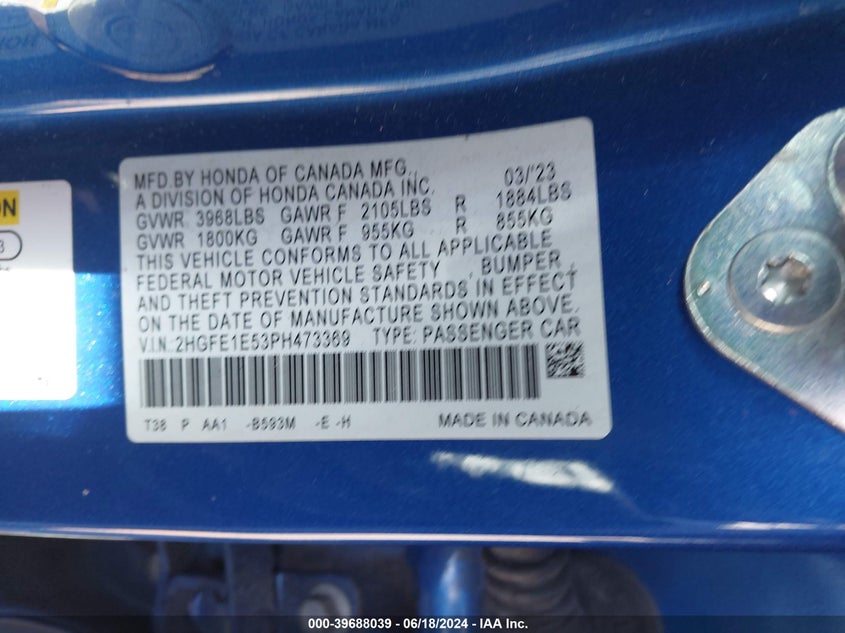 MFD.BY HONDA OF CANADA MFG., 03/'23
A DIVISION OF HONDA CANADA INC.
GVWR 3968LBS GAWR F 2105LBS R 1884LBS
GVWR 1800KG GAWR F 955KG R 855KG
THIS VEHICLE CONFORMS TO ALL APPLICABLE
FEDERAL MOTOR VEHICLE SAFETY , BUMPER ,
AND THEFT PREVENTION STANDARDS IN EFFECT
ON THE DATE OF MANUFACTURE SHOWN ABOVE.
V.I.N.:2HGFE1E53PH473369 TYPE: PASSENGER CAR
T38 P AA1 -B593M -E -H MADE IN CANADA
ON
3
000-39688039 - 06/18/2024 - IAA Inc.